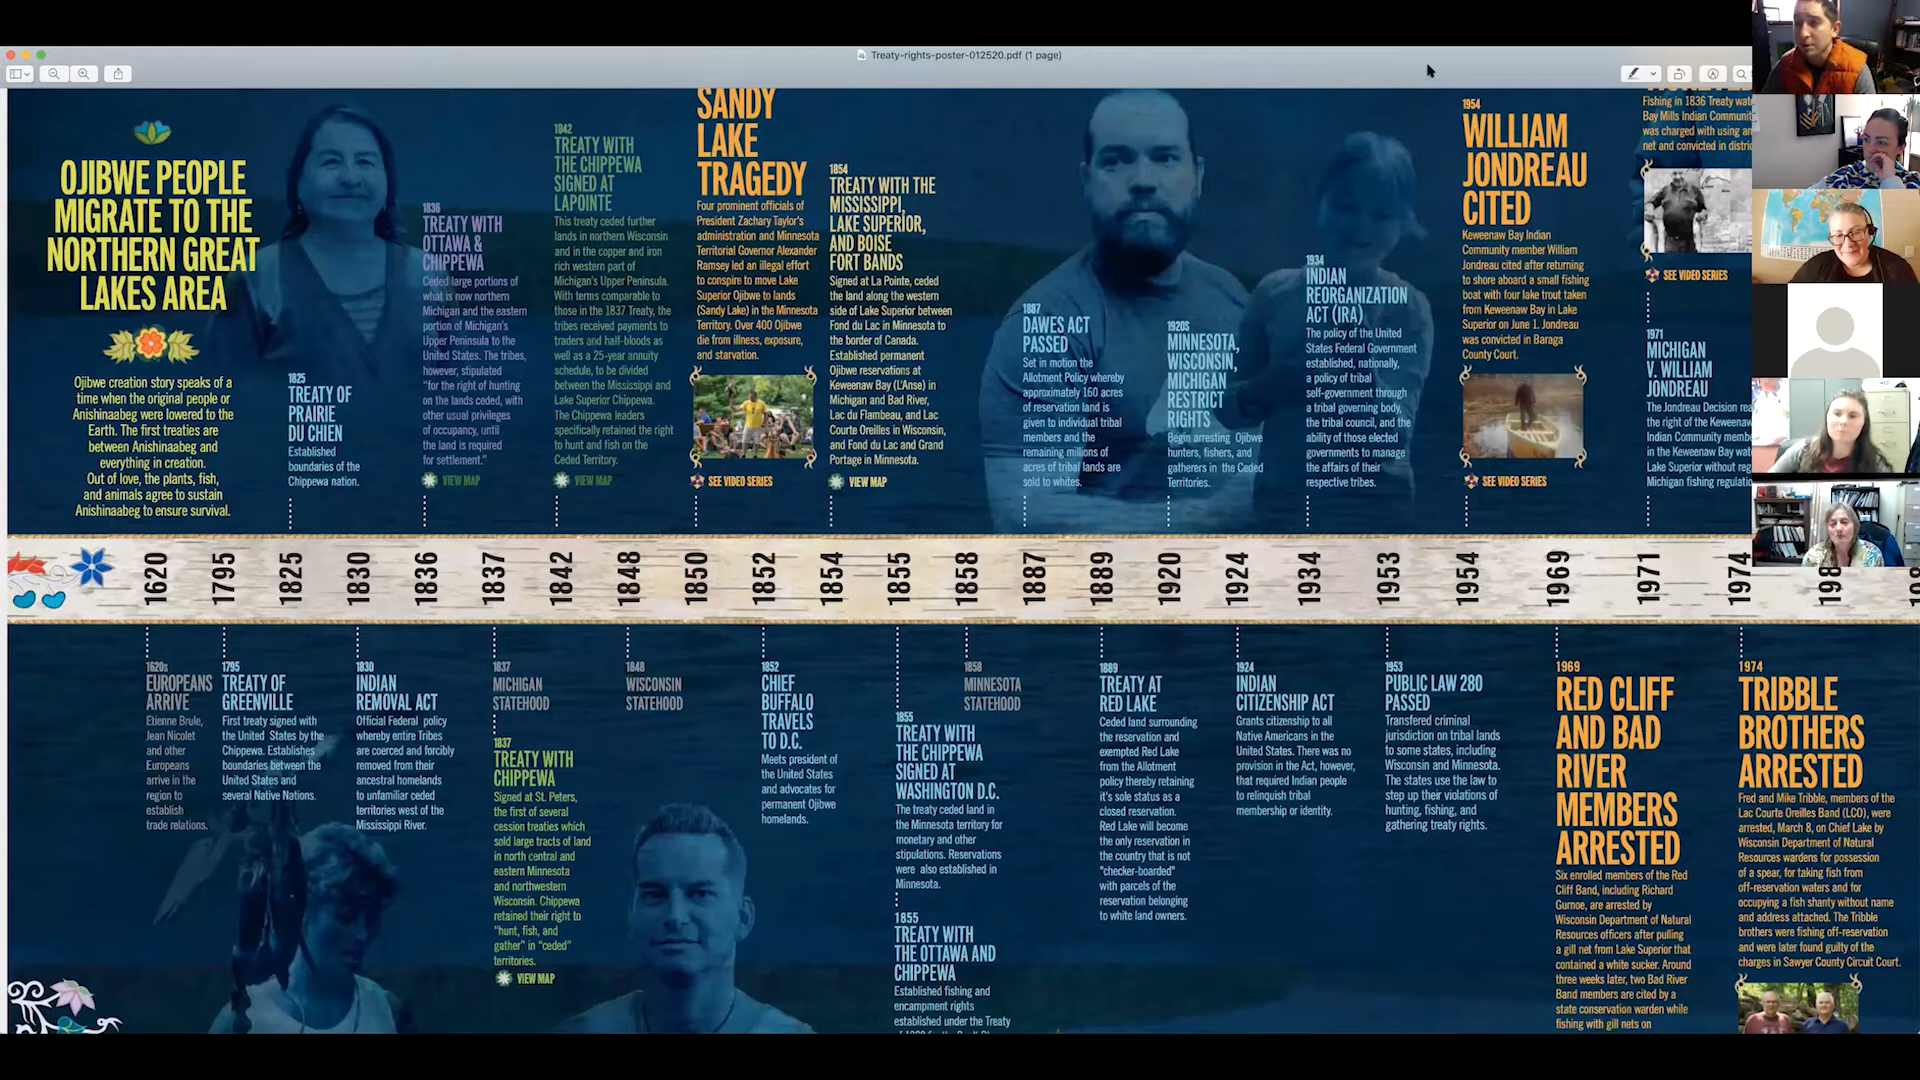 Treaty-rights-poster-012520.pdf (1 page)
OJIBWE PEOPLE
MIGRATE TO THE
NORTHERN GREAT
LAKES AREA
Ojibwe creation story speaks of a
time when the original people or
Anishinaabeg were lowered to the
Earth. The first treaties are
between Anishinaabeg and
everything in creation.
Out of love, the plants, fish,
and animals agree to sustain
Anishinaabeg to ensure survival.
1825
TREATY OF
PRAIRIE
DU CHIEN
Established
boundaries of the
Chippewa nation.
1836
TREATY WITH
OTTAWA &
CHIPPEWA
Ceded large portions of
what is now northern
Michigan and the eastern
portion of Michigan's
Upper Peninsula to the
United States. The tribes,
however, stipulated
"for the right of hunting
on the lands ceded, with
other usual privileges
of occupancy, until
the land is required
for settlement."
VIEW MAP
1842
TREATY WITH
THE CHIPPEWA
SIGNED AT
LAPOINTE
This treaty ceded further
lands in northern Wisconsin
and in the copper and iron
rich western part of
Michigan's Upper Peninsula.
With terms comparable to
those in the 1837 Treaty, the
tribes received payments to
traders and half-bloods as
well as a 25-year annuity
schedule, to be divided
between the Mississippi and
Lake Superior Chippewa.
The Chippewa leaders
specifically retained the right
to hunt and fish on the
Ceded Territory.
VIEW MAP
SANDY
LAKE
TRAGEDY
Four prominent officials of
President Zachary Taylor's
administration and Minnesota
Territorial Governor Alexander
Ramsey led an illegal effort
to conspire to move Lake
Superior Ojibwe to lands
(Sandy Lake) in the Minnesota
Territory. Over 400 Ojibwe
die from illness, exposure,
and starvation.
SEE VIDEO SERIES
1854
TREATY WITH THE
MISSISSIPPI,
LAKE SUPERIOR,
AND BOISE
FORT BANDS
Signed at La Pointe, ceded
the land along the western
side of Lake Superior between
Fond du Lac in Minnesota to
the border of Canada.
Established permanent
Ojibwe reservations at
Keweenaw Bay (L'Anse) in
Michigan and Bad River,
Lac du Flambeau, and Lac
Courte Oreilles in Wisconsin,
and Fond du Lac and Grand
Portage in Minnesota.
VIEW MAP
1887
DAWES ACT
PASSED
Set in motion the
Allotment Policy whereby
approximately 160 acres
of reservation land is
given to individual tribal
members and the
remaining millions of
acres of tribal lands are
sold to whites.
1920S
MINNESOTA,
WISCONSIN,
MICHIGAN
RESTRICT
RIGHTS
Begin arresting Ojibwe
hunters, fishers, and
gatherers in the Ceded
Territories.
1934
INDIAN
REORGANIZATION
ACT (IRA)
The policy of the United
States Federal Government
established, nationally,
a policy of tribal
self-government through
a tribal governing body,
the tribal council, and the
ability of those elected
governments to manage
the affairs of their
respective tribes.
1954
WILLIAM
JONDREAU
CITED
Keweenaw Bay Indian
Community member William
Jondreau cited after returning
to shore aboard a small fishing
boat with four lake trout taken
from Keweenaw Bay in Lake
Superior on June 1. Jondreau
was convicted in Baraga
County Court.
SEE VIDEO SERIES
Fishing in 1836 Treaty
Bay Mills Indian
was charged with using
net and convicted in
SEE VIDEO SERIES
1971
MICHIGAN
V. WILLIAM
JONDREAU
The Jondreau Decision
the right of the Keweenaw
Indian Community
in the Keweenaw Bay
Lake Superior without
Michigan fishing
1620
1795
1825
1830
1836
1837
1842
1848
1850
1852
1854
1855
1858
1887
1889
1920
1924
1934
1953
1954
1969
1971
1974
1620s
EUROPEANS
ARRIVE
Etienne Brule,
Jean Nicolet
and other
Europeans
arrive in the
region to
establish
trade relations.
1795
TREATY OF
GREENVILLE
First treaty signed with
the United States by the
Chippewa. Establishes
boundaries between the
United States and
several Native Nations.
1830
INDIAN
REMOVAL ACT
Official Federal policy
whereby entire Tribes
are coerced and forcibly
removed from their
ancestral homelands
to unfamiliar ceded
territories west of the
Mississippi River.
1837
MICHIGAN
STATEHOOD
1837
TREATY WITH
CHIPPEWA
Signed at St. Peters,
the first of several
cession treaties which
sold large tracts of land
in north central and
eastern Minnesota
and northwestern
Wisconsin. Chippewa
retained their right to
"hunt, fish, and
gather" in "ceded"
territories.
VIEW MAP
1848
WISCONSIN
STATEHOOD
1852
CHIEF
BUFFALO
TRAVELS
TO D.C.
Meets president of
the United States
and advocates for
permanent Ojibwe
homelands.
1855
TREATY WITH
THE CHIPPEWA
SIGNED AT
WASHINGTON D.C.
The treaty ceded land in
the Minnesota territory for
monetary and other
stipulations. Reservations
were also established in
Minnesota.
1855
TREATY WITH
THE OTTAWA AND
CHIPPEWA
Established fishing and
encampment rights
established under the Treaty
1858
MINNESOTA
STATEHOOD
1889
TREATY AT
RED LAKE
Ceded land surrounding
the reservation and
exempted Red Lake
from the Allotment
policy thereby retaining
it's sole status as a
closed reservation.
Red Lake will become
the only reservation in
the country that is not
"checker-boarded"
with parcels of the
reservation belonging
to white land owners.
1924
INDIAN
CITIZENSHIP ACT
Grants citizenship to all
Native Americans in the
United States. There was no
provision in the Act, however,
that required Indian people
to relinquish tribal
membership or identity.
1953
PUBLIC LAW 280
PASSED
Transfered criminal
jurisdiction on tribal lands
to some states, including
Wisconsin and Minnesota.
The states use the law to
step up their violations of
hunting, fishing, and
gathering treaty rights.
1969
RED CLIFF
AND BAD
RIVER
MEMBERS
ARRESTED
Six enrolled members of the Red
Cliff Band, including Richard
Gurnoe, are arrested by
Wisconsin Department of Natural
Resources officers after pulling
a gill net from Lake Superior that
contained a white sucker. Around
three weeks later, two Bad River
Band members are cited by a
state conservation warden while
fishing with gill nets on
1974
TRIBBLE
BROTHERS
ARRESTED
Fred and Mike Tribble, members of the
Lac Courte Oreilles Band (LCO), were
arrested, March 8, on Chief Lake by
Wisconsin Department of Natural
Resources wardens for possession
of a spear, for taking fish from
off-reservation waters and for
occupying a fish shanty without name
and address attached. The Tribble
brothers were fishing off-reservation
and were later found guilty of the
charges in Sawyer County Circuit Court.